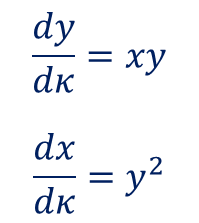 dy/dκ = xy
dx/dκ = y²